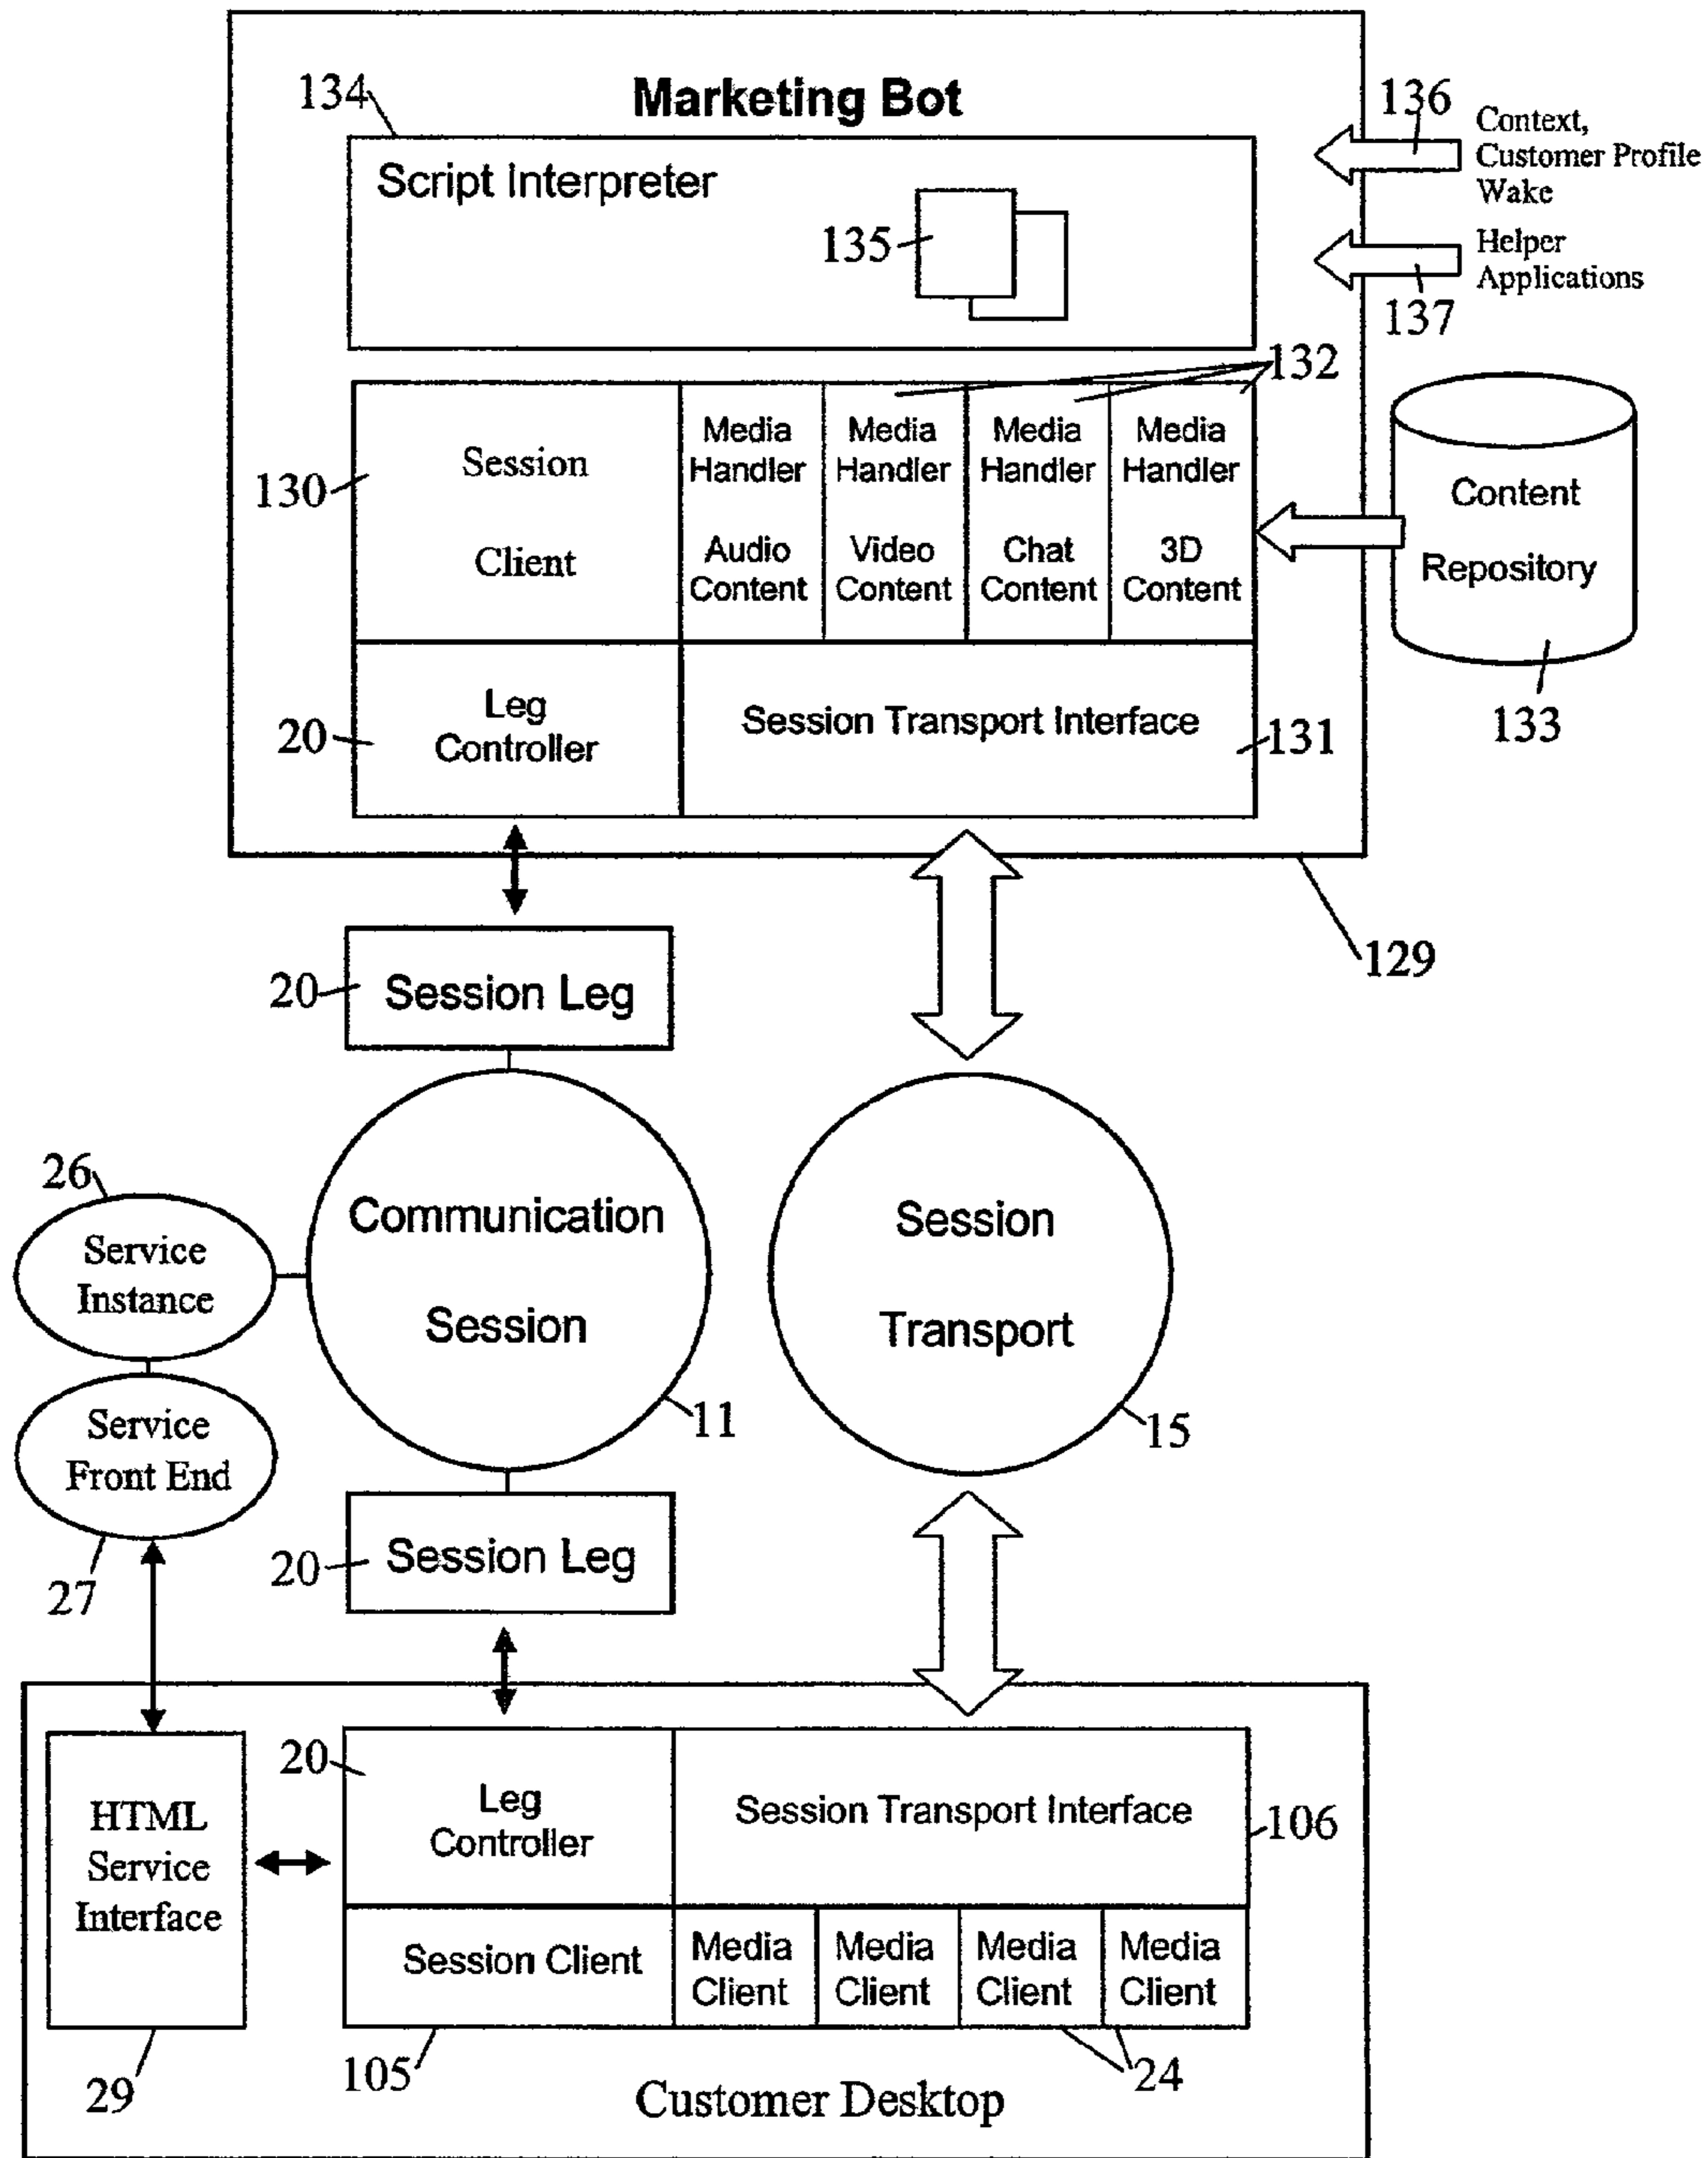 Marketing Bot
134
Script Interpreter
135
136
Context,
Customer Profile
Wake
Helper
Applications
137
132
130
Session
Client
Media
Handler
Audio
Content
Media
Handler
Video
Content
Media
Handler
Chat
Content
Media
Handler
3D
Content
Content
Repository
133
20
Leg
Controller
Session Transport Interface
131
129
20
Session Leg
26
Service
Instance
Communication
Session
11
Session
Transport
15
Service
Front End
27
20
Session Leg
HTML
Service
Interface
29
20
Leg
Controller
Session Transport Interface
106
Session Client
105
Media
Client
Media
Client
Media
Client
Media
Client
24
Customer Desktop